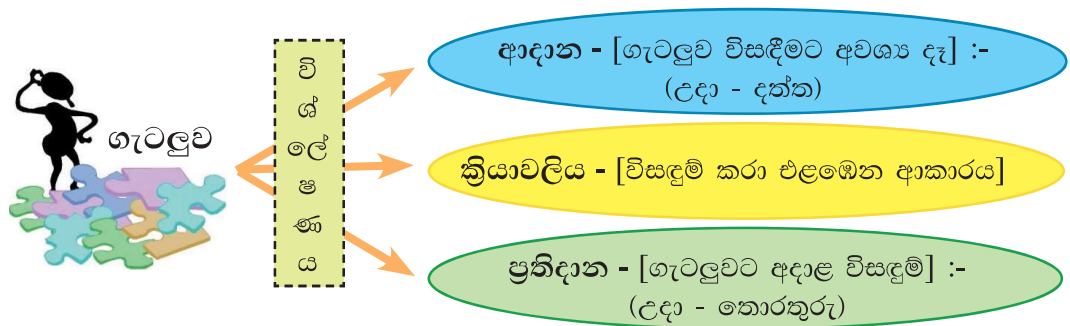 ගැටලුව
වි
ශ්
ලේ
ෂ
ණ
ය
ආදාන - [ගැටලුව විසඳීමට අවශ්‍ය දෑ] :-
(උදා - දත්ත)
ක්‍රියාවලිය - [විසඳුම් කරා එළඹෙන ආකාරය]
ප්‍රතිදාන - [ගැටලුවට අදාළ විසඳුම්] :-
(උදා - තොරතුරු)